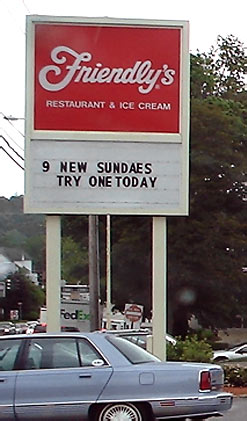 Friendly's
RESTAURANT & ICE CREAM
9 NEW SUNDAES
TRY ONE TODAY
FedEx